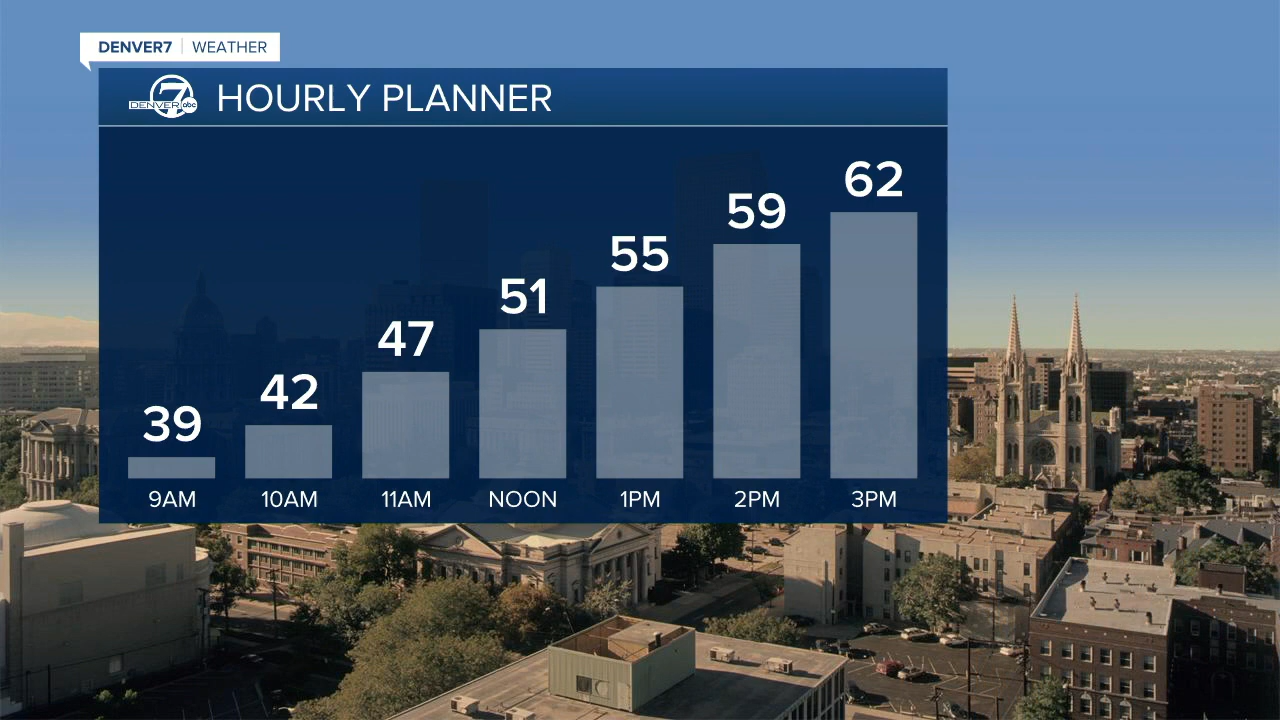 DENVER7 | WEATHER
DENVER 7 abc
HOURLY PLANNER
39 42 47 51 55 59 62
9AM 10AM 11AM NOON 1PM 2PM 3PM